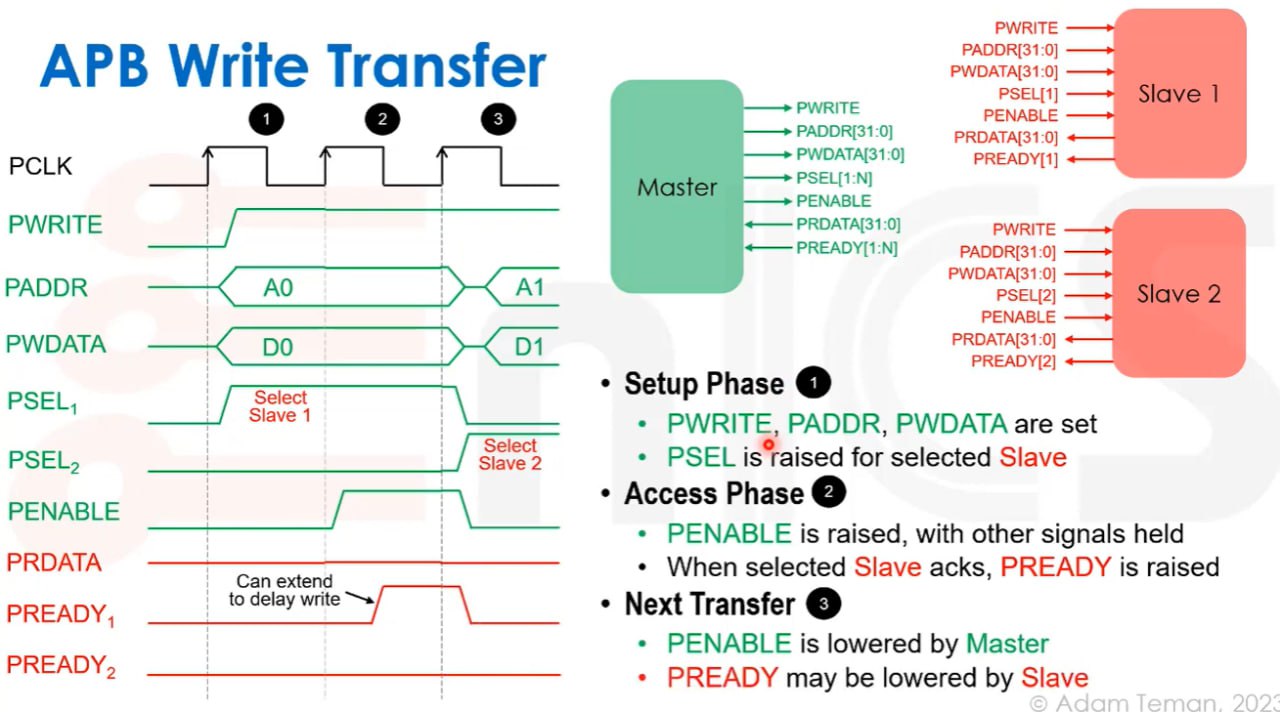 APB Write Transfer
1
2
3
PCLK
PWRITE
PADDR
A0
A1
PWDATA
D0
D1
PSEL1
Select
Slave 1
PSEL2
Select
Slave 2
PENABLE
PRDATA
Can extend
to delay write
PREADY1
PREADY2
Master
PWRITE
PADDR[31:0]
PWDATA[31:0]
PSEL[1:N]
PENABLE
PRDATA[31:0]
PREADY[1:N]
PWRITE
PADDR[31:0]
PWDATA[31:0]
PSEL[1]
PENABLE
PRDATA[31:0]
PREADY[1]
Slave 1
PWRITE
PADDR[31:0]
PWDATA[31:0]
PSEL[2]
PENABLE
PRDATA[31:0]
PREADY[2]
Slave 2
• Setup Phase 1
• PWRITE, PADDR, PWDATA are set
• PSEL is raised for selected Slave
• Access Phase 2
• PENABLE is raised, with other signals held
• When selected Slave acks, PREADY is raised
• Next Transfer 3
• PENABLE is lowered by Master
• PREADY may be lowered by Slave
© Adam Teman, 2023